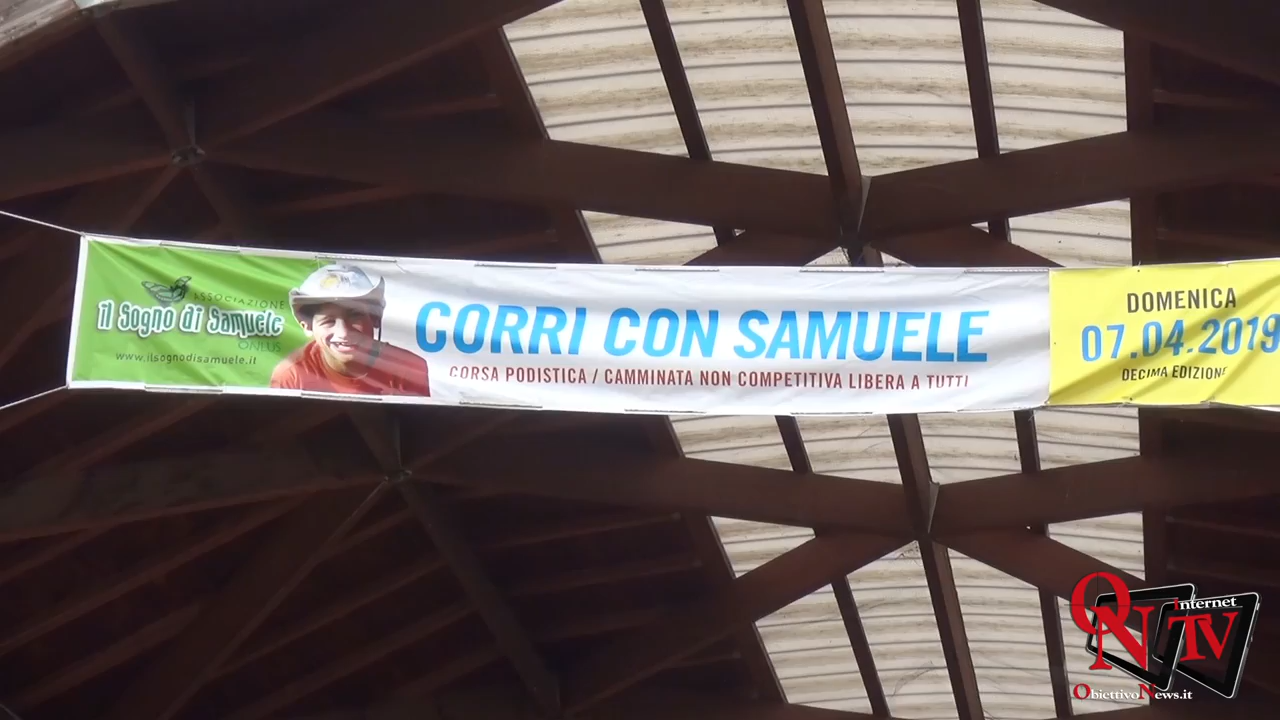 ASSOCIAZIONE
il Sogno di Samuele
ONLUS
www.ilsognodisamuele.it
CORRI CON SAMUELE
CORSA PODISTICA / CAMMINATA NON COMPETITIVA LIBERA A TUTTI
DOMENICA
07.04.2019
DECIMA EDIZIONE
ON internet TV
ObiettivoNews.it